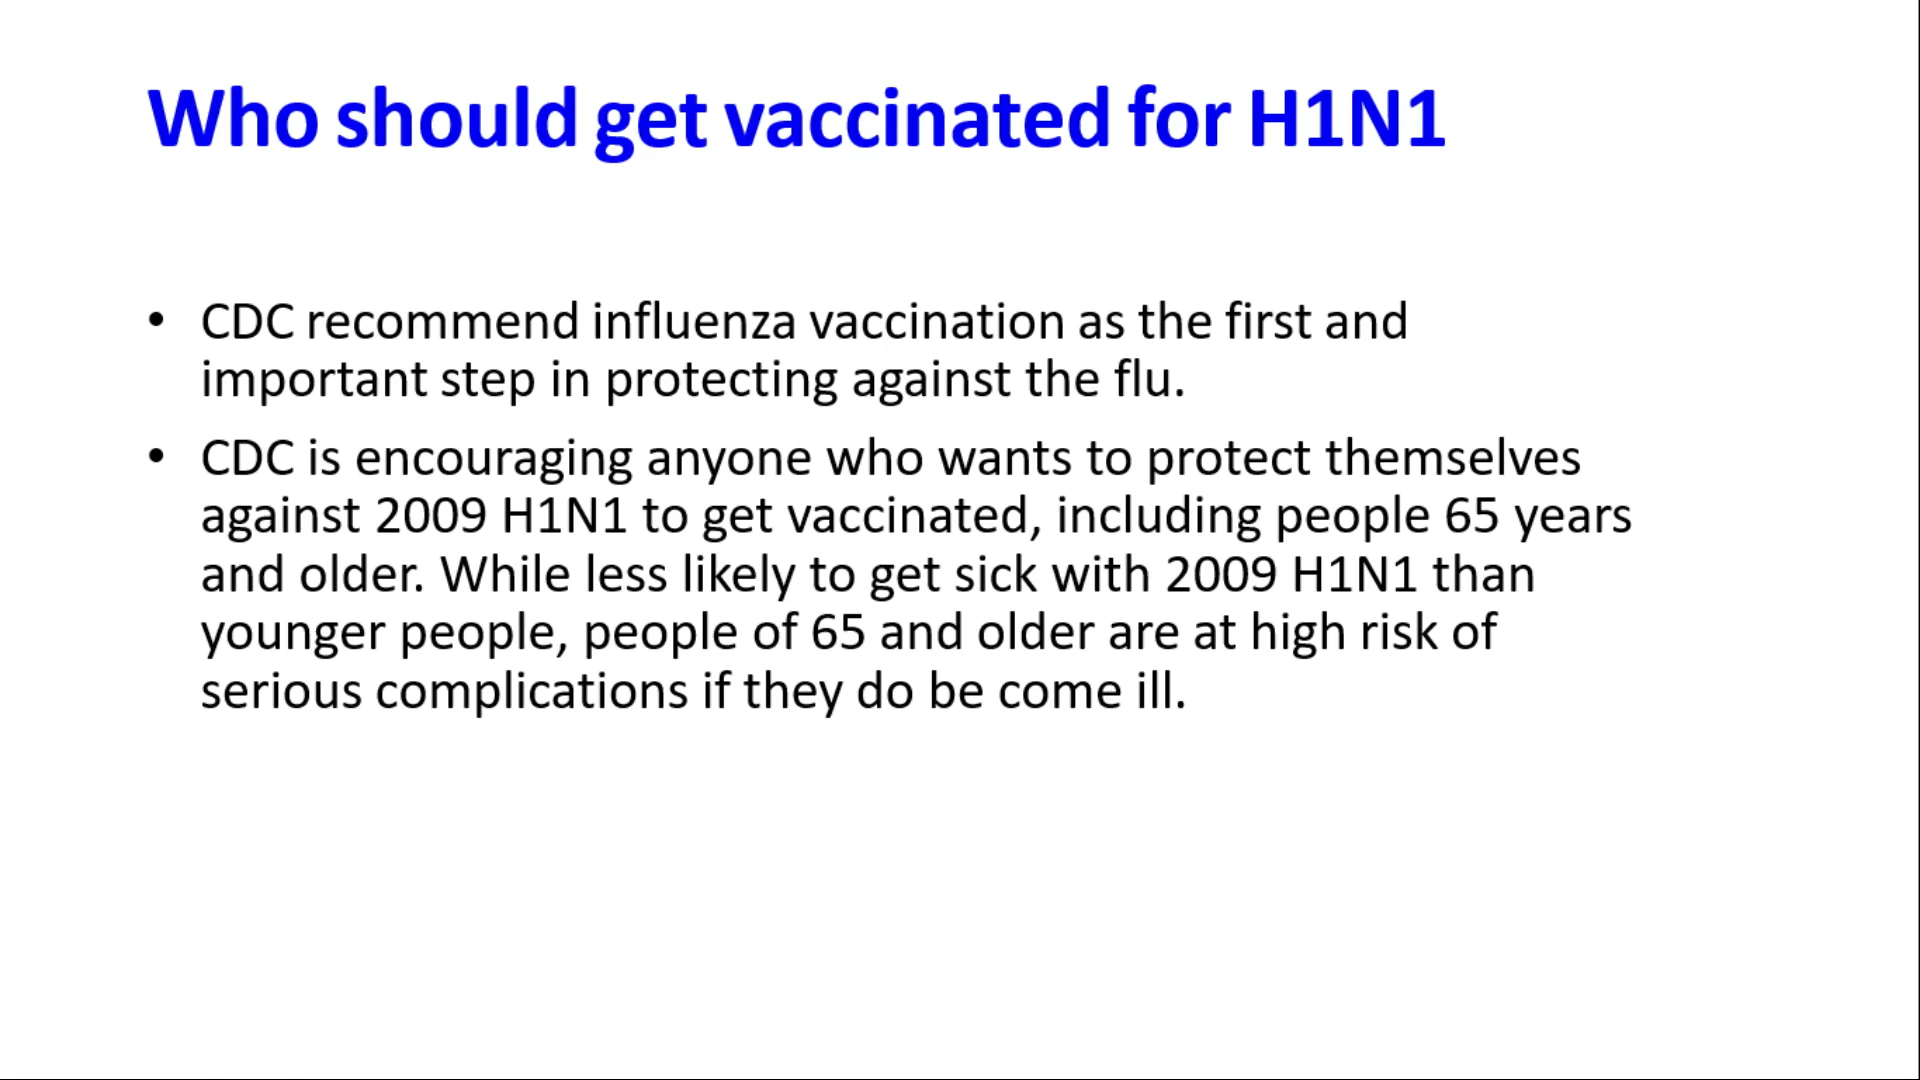 Who should get vaccinated for H1N1
• CDC recommend influenza vaccination as the first and
important step in protecting against the flu.
• CDC is encouraging anyone who wants to protect themselves
against 2009 H1N1 to get vaccinated, including people 65 years
and older. While less likely to get sick with 2009 H1N1 than
younger people, people of 65 and older are at high risk of
serious complications if they do be come ill.